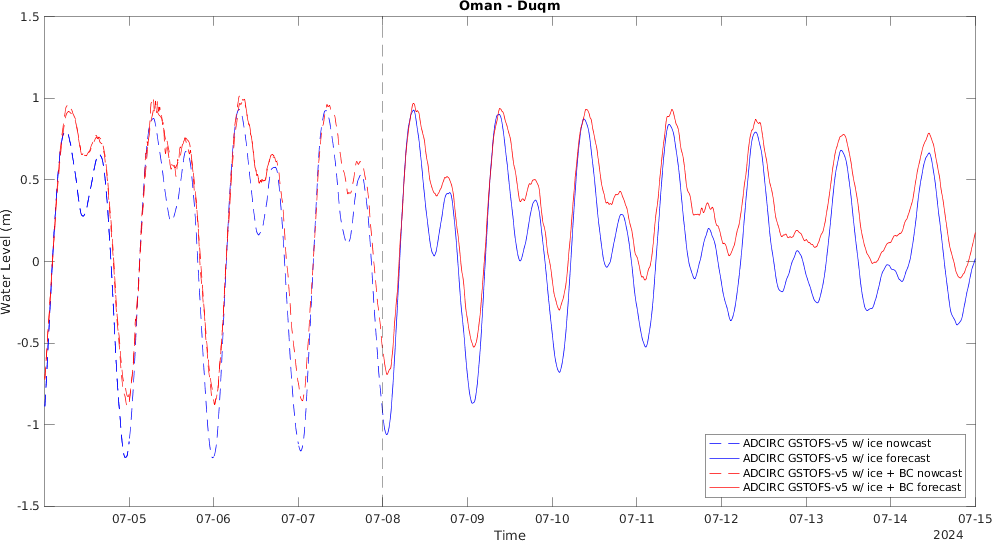 Oman - Duqm
1.5
1
0.5
0
-0.5
-1
-1.5
Water Level (m)
07-05 07-06 07-07 07-08 07-09 07-10 07-11 07-12 07-13 07-14 07-15
Time
2024
ADCIRC GSTOFS-v5 w/ ice nowcast
ADCIRC GSTOFS-v5 w/ ice forecast
ADCIRC GSTOFS-v5 w/ ice + BC nowcast
ADCIRC GSTOFS-v5 w/ ice + BC forecast